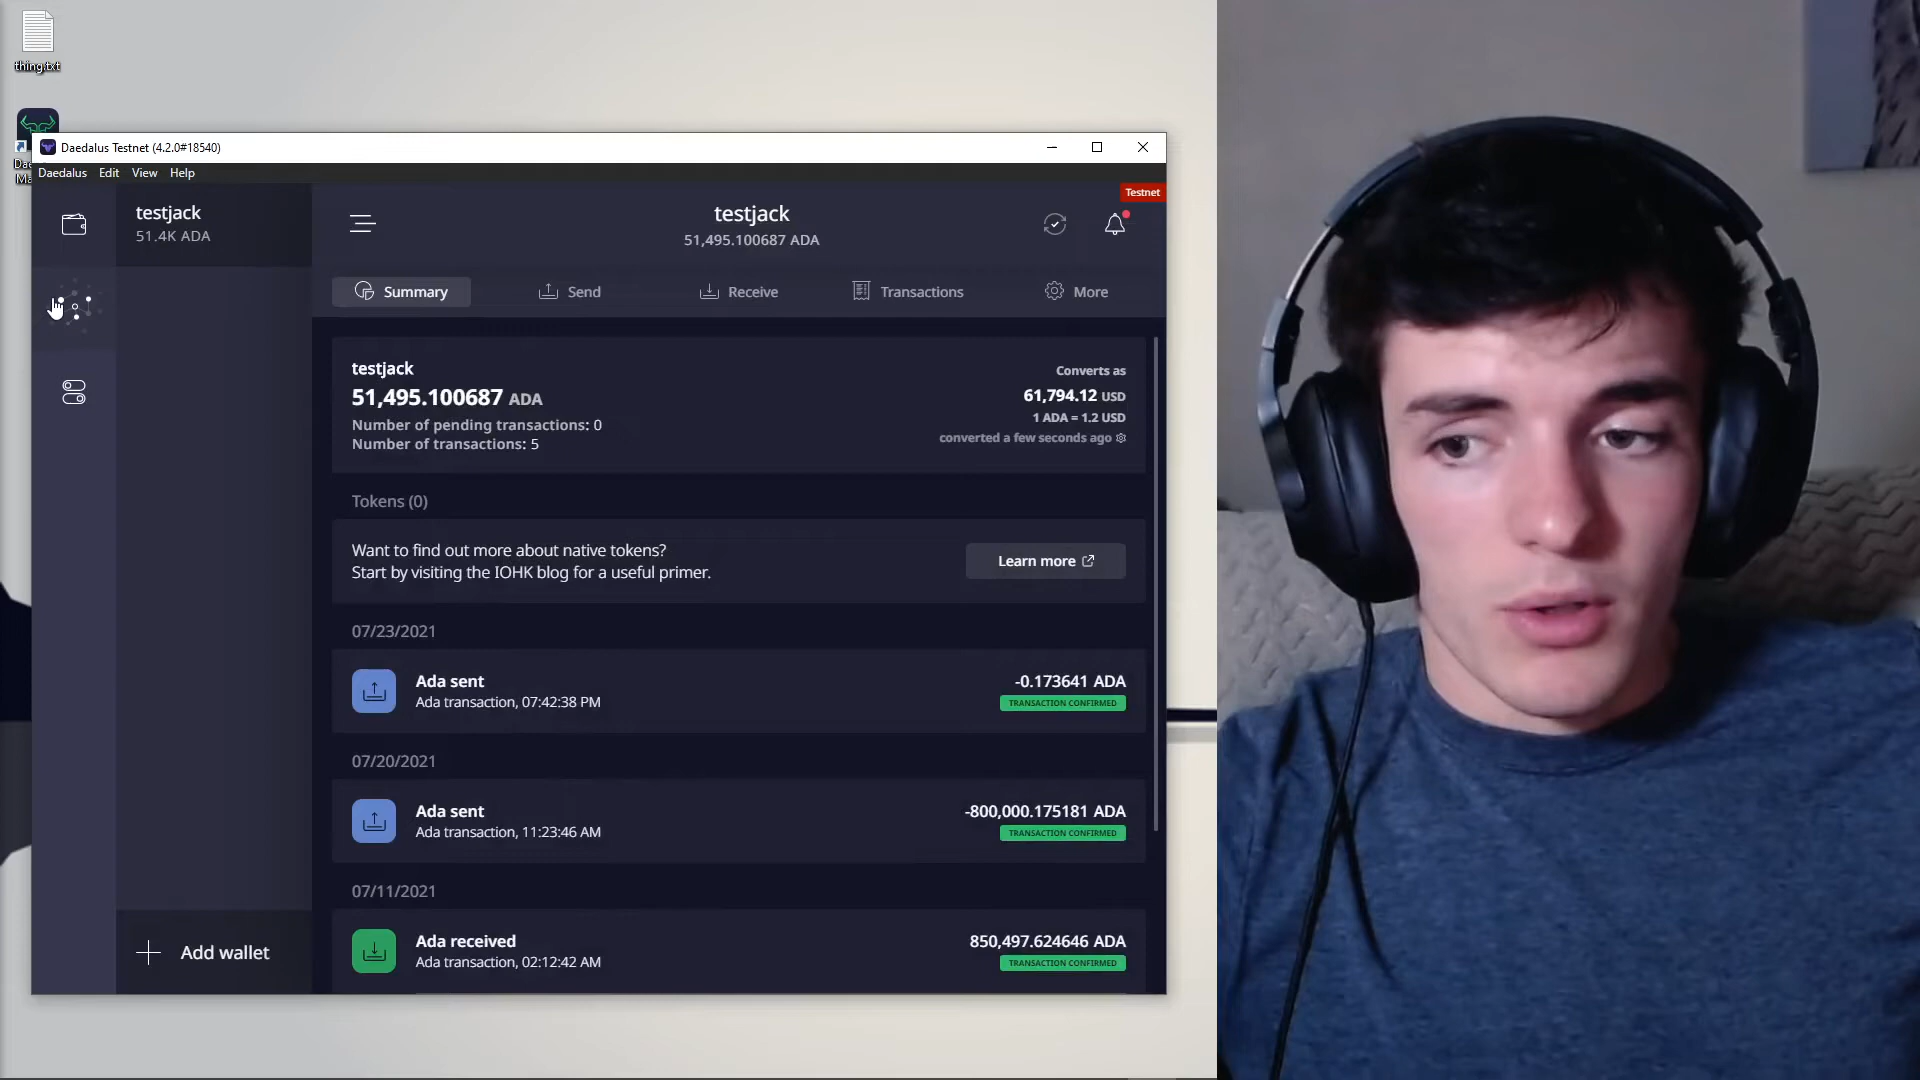 thing.txt
Dae
Ma
Daedalus Testnet (4.2.0#18540)
Daedalus Edit View Help
Testnet
testjack
51.4K ADA
testjack
51,495.100687 ADA
Summary Send Receive Transactions More
testjack
51,495.100687 ADA
Number of pending transactions: 0
Number of transactions: 5
Converts as
61,794.12 USD
1 ADA = 1.2 USD
converted a few seconds ago
Tokens (0)
Want to find out more about native tokens?
Start by visiting the IOHK blog for a useful primer.
Learn more
07/23/2021
Ada sent
-0.173641 ADA
Ada transaction, 07:42:38 PM
TRANSACTION CONFIRMED
07/20/2021
Ada sent
-800,000.175181 ADA
Ada transaction, 11:23:46 AM
TRANSACTION CONFIRMED
07/11/2021
Ada received
850,497.624646 ADA
Ada transaction, 02:12:42 AM
TRANSACTION CONFIRMED
Add wallet